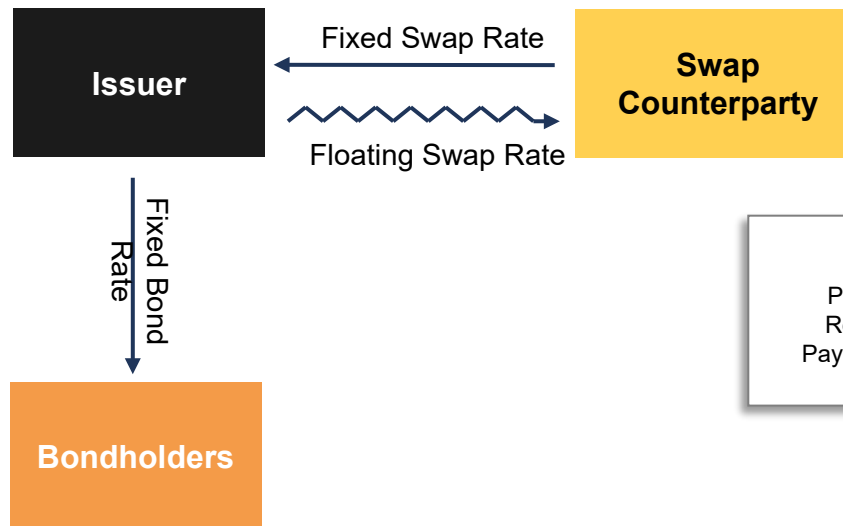 Fixed Swap Rate
Issuer
Swap
Counterparty
Floating Swap Rate
Fixed Bond
Rate
Bondholders